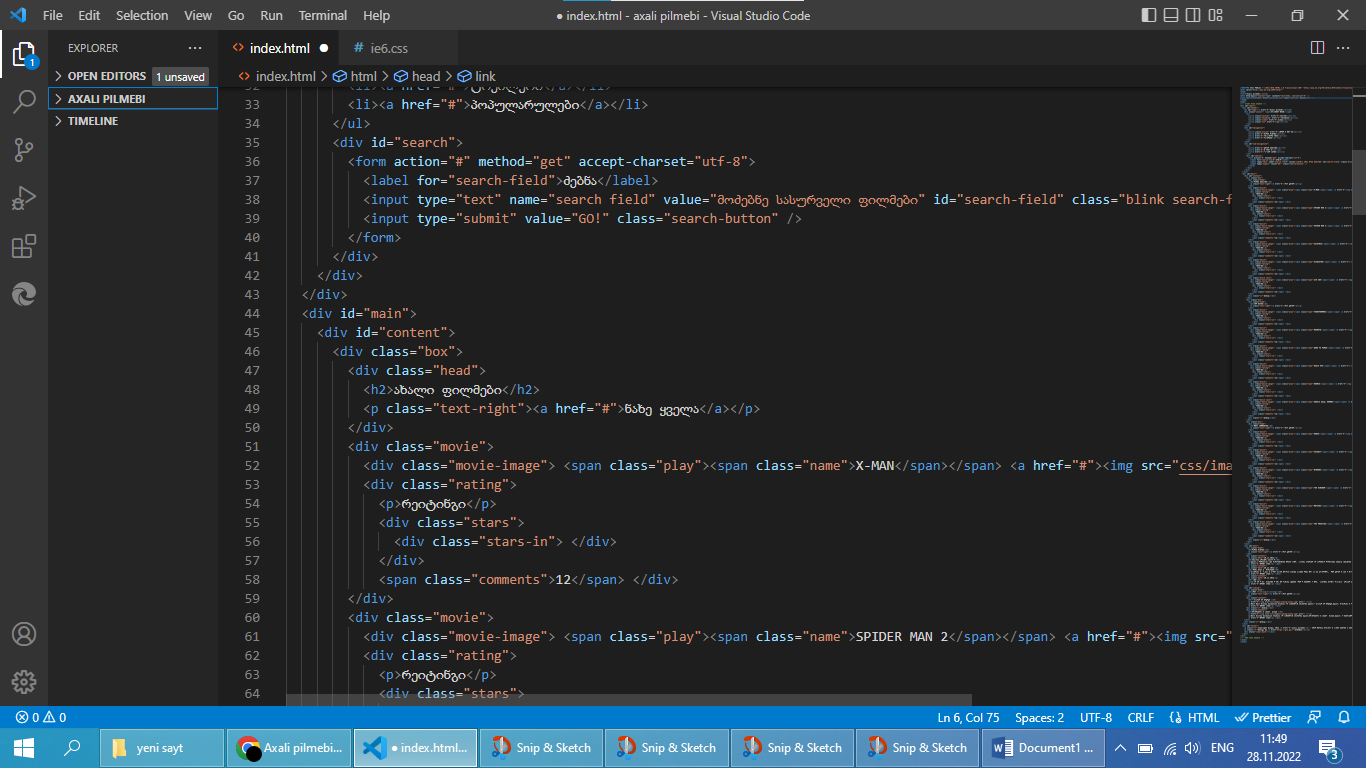 File Edit Selection View Go Run Terminal Help
● index.html - axali pilmebi - Visual Studio Code
EXPLORER
OPEN EDITORS 1 unsaved
AXALI PILMEBI
TIMELINE
1
index.html
# ie6.css
index.html > html > head > link
33 <li><a href="#">პოპულარულები</a></li>
34 </ul>
35 <div id="search">
36 <form action="#" method="get" accept-charset="utf-8">
37 <label for="search-field">ძებნა</label>
38 <input type="text" name="search field" value="მოძებნე სასურველი ფილმები" id="search-field" class="blink search-f
39 <input type="submit" value="GO!" class="search-button" />
40 </form>
41 </div>
42 </div>
43 </div>
44 <div id="main">
45 <div id="content">
46 <div class="box">
47 <div class="head">
48 <h2>ახალი ფილმები</h2>
49 <p class="text-right"><a href="#">ნახე ყველა</a></p>
50 </div>
51 <div class="movie">
52 <div class="movie-image"> <span class="play"><span class="name">X-MAN</span></span> <a href="#"><img src="css/ima
53 <div class="rating">
54 <p>რეიტინგი</p>
55 <div class="stars">
56 <div class="stars-in"> </div>
57 </div>
58 <span class="comments">12</span> </div>
59 </div>
60 <div class="movie">
61 <div class="movie-image"> <span class="play"><span class="name">SPIDER MAN 2</span></span> <a href="#"><img src="
62 <div class="rating">
63 <p>რეიტინგი</p>
64 <div class="stars">
0 0
Ln 6, Col 75 Spaces: 2 UTF-8 CRLF HTML Prettier
yeni sayt
Axali pilmebi...
● index.html...
Snip & Sketch
Snip & Sketch
Snip & Sketch
Snip & Sketch
Document1 ...
ENG
11:49
28.11.2022
3